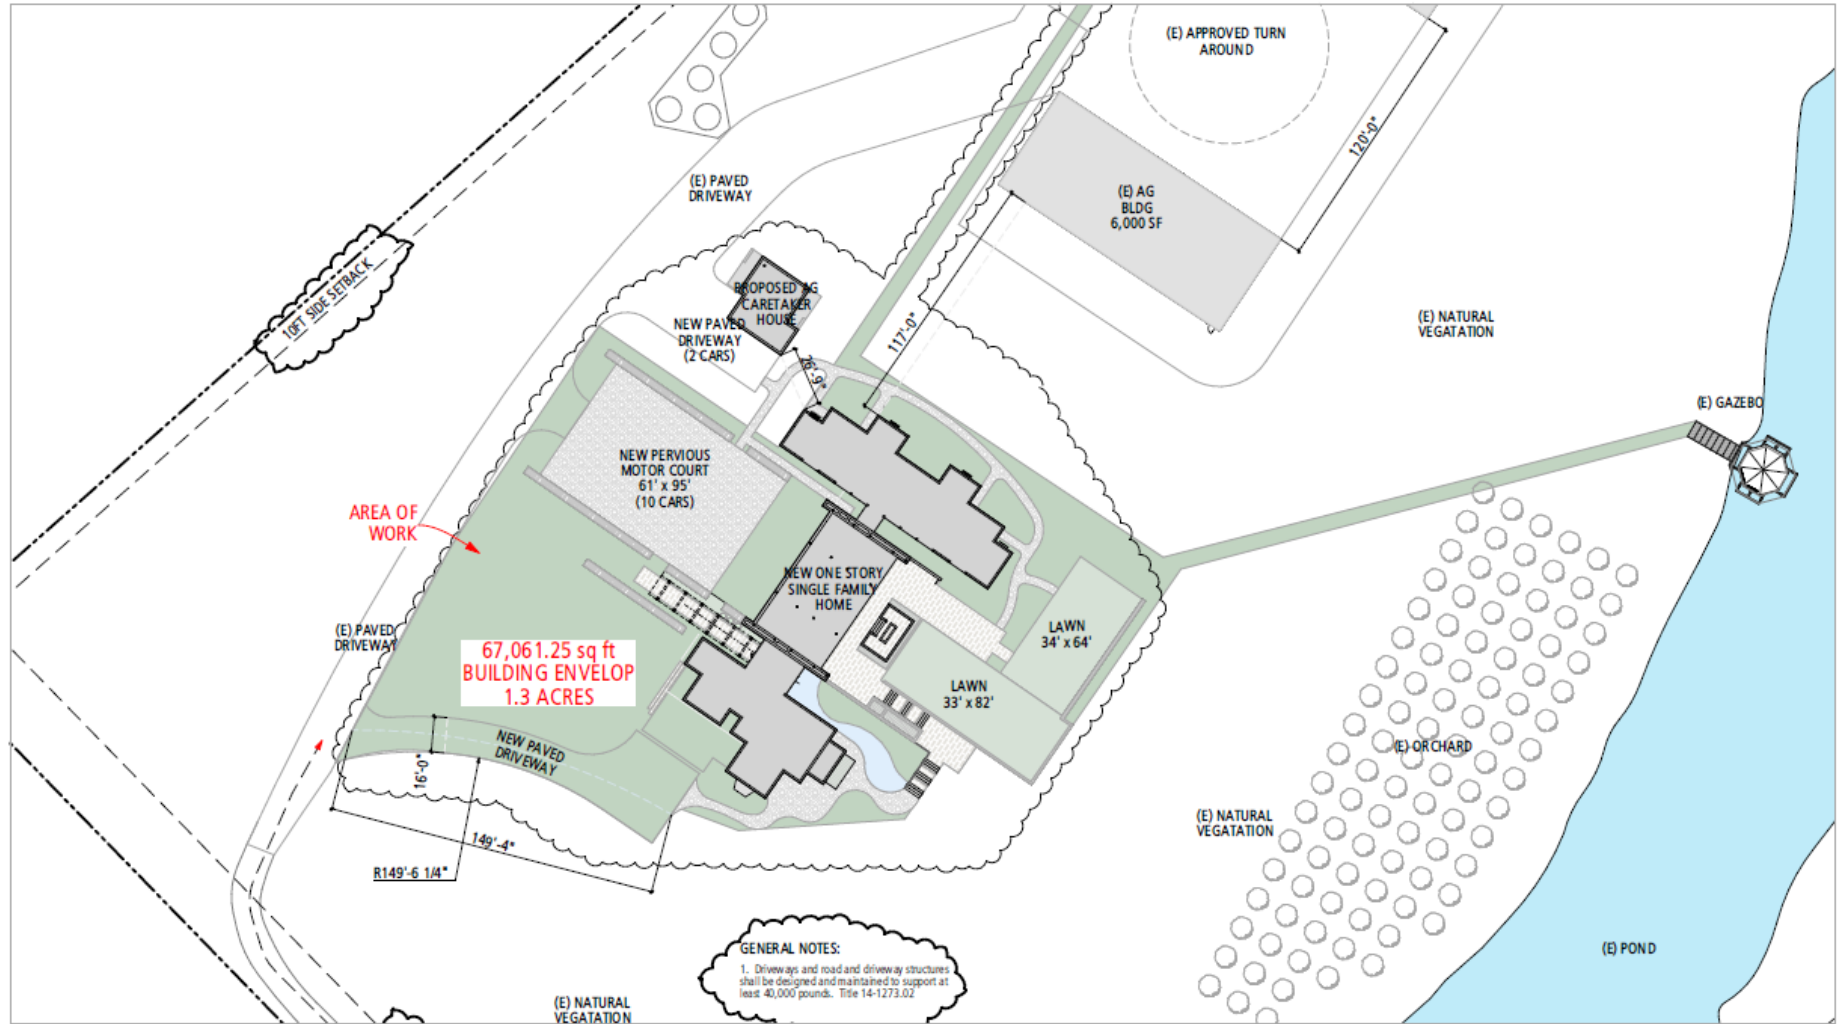 (E) APPROVED TURN
AROUND
120'-0"
(E) PAVED
DRIVEWAY
(E) AG
BLDG
6,000 SF
10FT SIDE SETBACK
PROPOSED AG
CARETAKER
HOUSE
NEW PAVED
DRIVEWAY
(2 CARS)
117'-0"
26'-9"
(E) NATURAL
VEGATATION
(E) GAZEBO
NEW PERVIOUS
MOTOR COURT
61' x 95'
(10 CARS)
AREA OF
WORK
NEW ONE STORY
SINGLE FAMILY
HOME
(E) PAVED
DRIVEWAY
LAWN
34' x 64'
67,061.25 sq ft
BUILDING ENVELOP
1.3 ACRES
LAWN
33' x 82'
NEW PAVED
DRIVEWAY
16'-0"
(E) ORCHARD
(E) NATURAL
VEGATATION
149'-4"
R149'-6 1/4"
GENERAL NOTES:
1. Driveways and road and driveway structures
shall be designed and maintained to support at
least 40,000 pounds. Title 14-1273.02
(E) POND
(E) NATURAL
VEGATATION